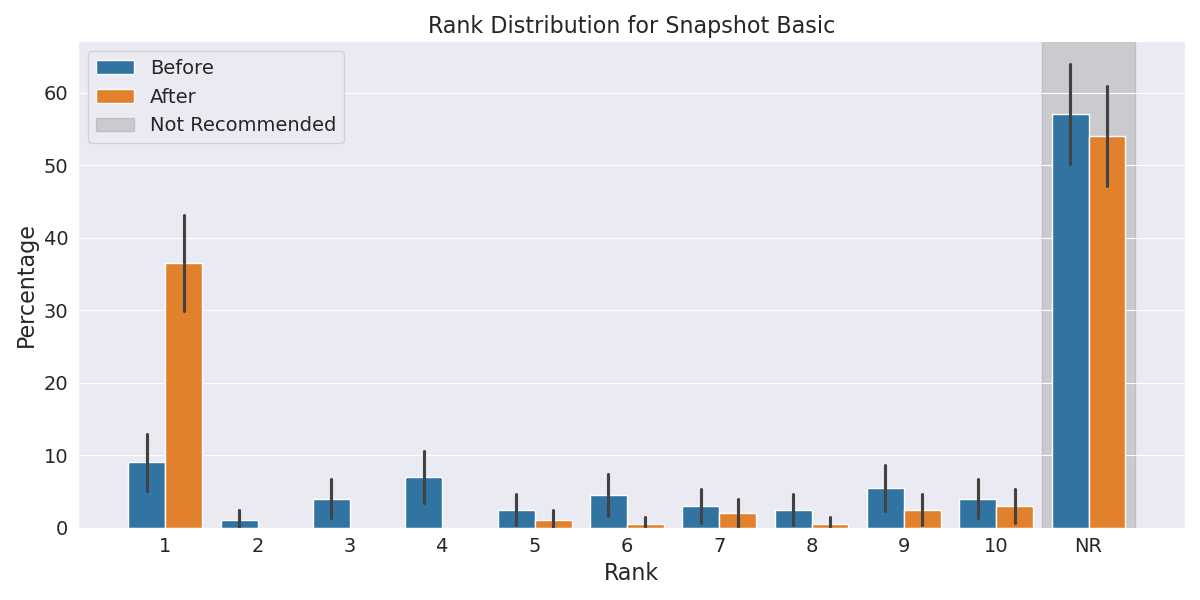 Rank Distribution for Snapshot Basic
Before
After
Not Recommended
Percentage
60
50
40
30
20
10
0
1 2 3 4 5 6 7 8 9 10 NR
Rank